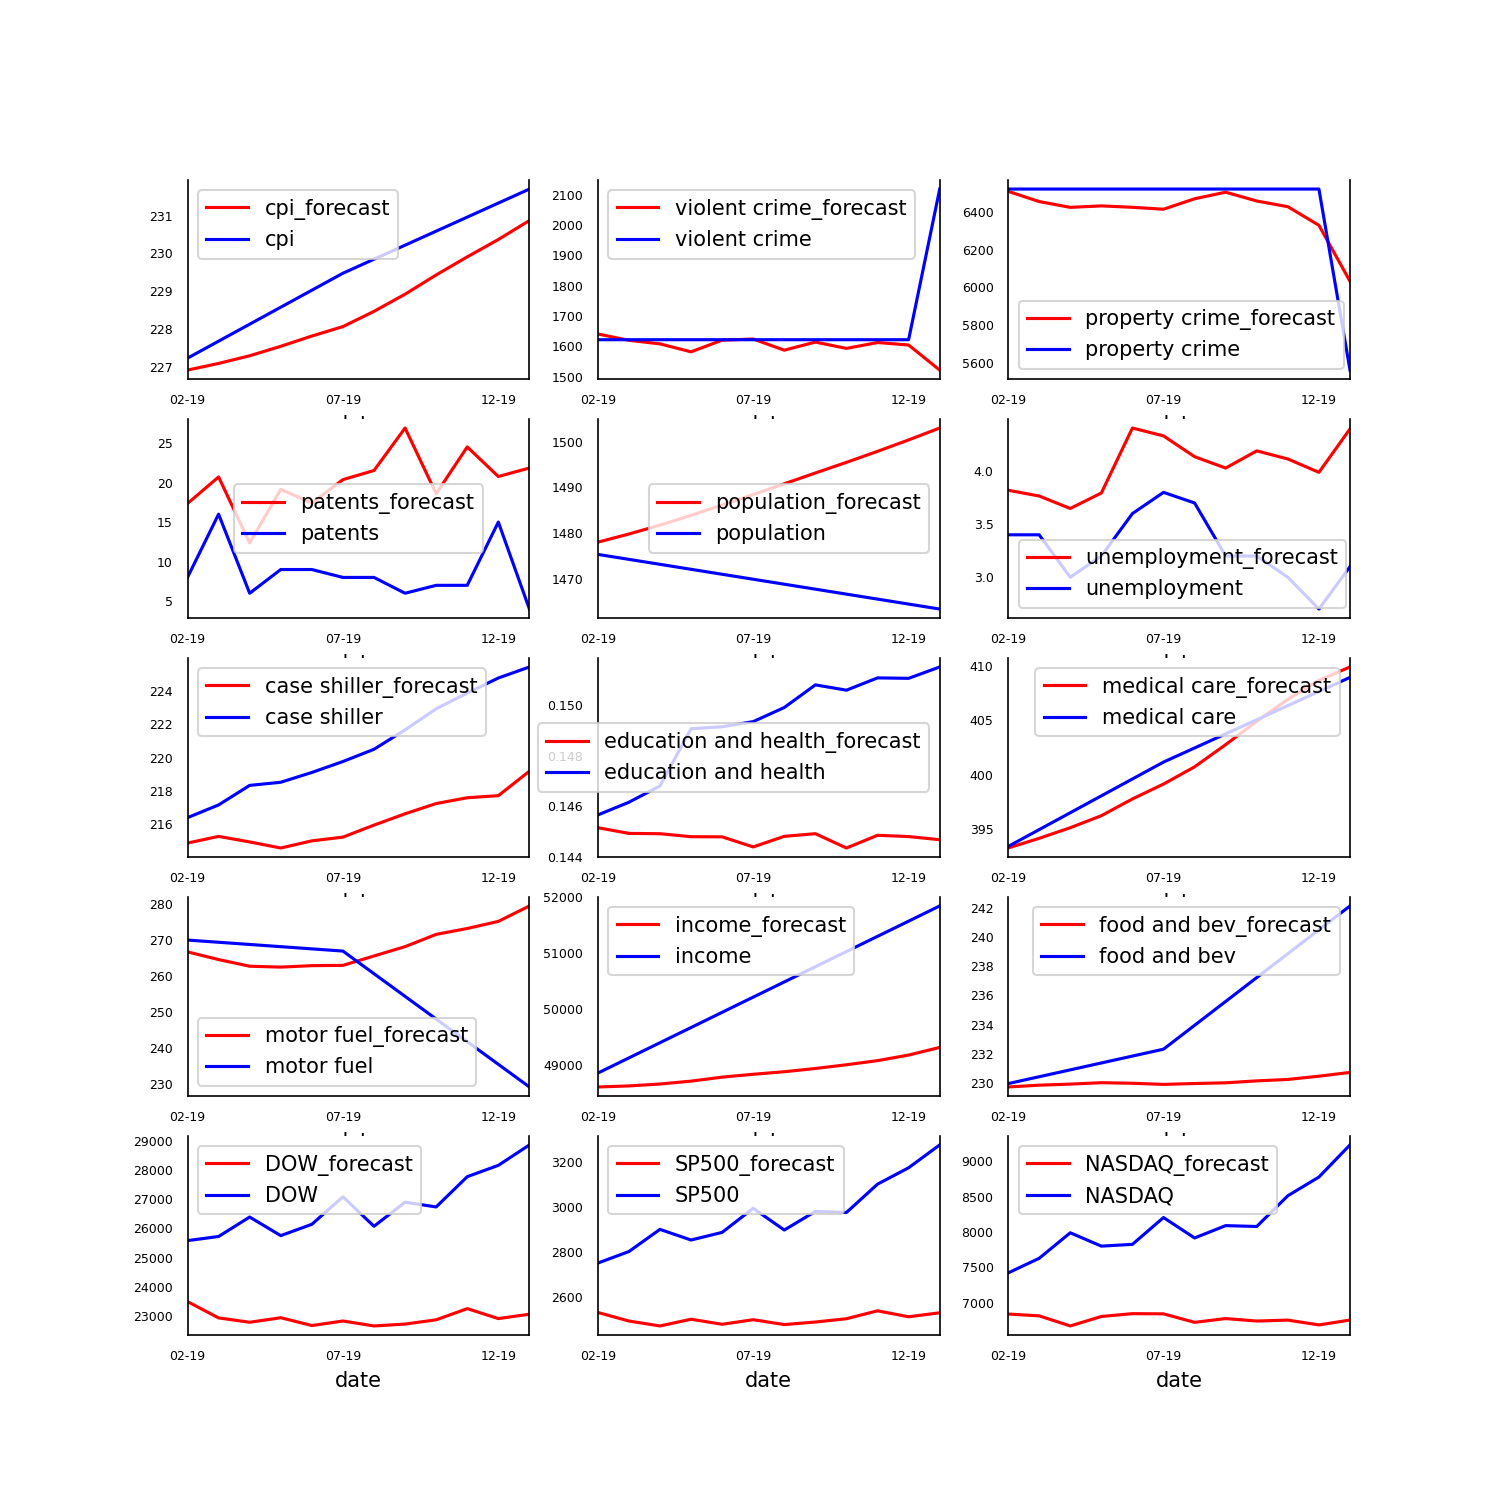 cpi_forecast
cpi
231
230
229
228
227
02-19 07-19 12-19
violent crime_forecast
violent crime
2100
2000
1900
1800
1700
1600
1500
02-19 07-19 12-19
property crime_forecast
property crime
6400
6200
6000
5800
5600
02-19 07-19 12-19
patents_forecast
patents
25
20
15
10
5
02-19 07-19 12-19
population_forecast
population
1500
1490
1480
1470
02-19 07-19 12-19
unemployment_forecast
unemployment
4.0
3.5
3.0
02-19 07-19 12-19
case shiller_forecast
case shiller
224
222
220
218
216
02-19 07-19 12-19
education and health_forecast
education and health
0.150
0.148
0.146
0.144
02-19 07-19 12-19
medical care_forecast
medical care
410
405
400
395
02-19 07-19 12-19
motor fuel_forecast
motor fuel
280
270
260
250
240
230
02-19 07-19 12-19
income_forecast
income
52000
51000
50000
49000
02-19 07-19 12-19
food and bev_forecast
food and bev
242
240
238
236
234
232
230
02-19 07-19 12-19
DOW_forecast
DOW
29000
28000
27000
26000
25000
24000
23000
02-19 07-19 12-19
date
SP500_forecast
SP500
3200
3000
2800
2600
02-19 07-19 12-19
date
NASDAQ_forecast
NASDAQ
9000
8500
8000
7500
7000
02-19 07-19 12-19
date